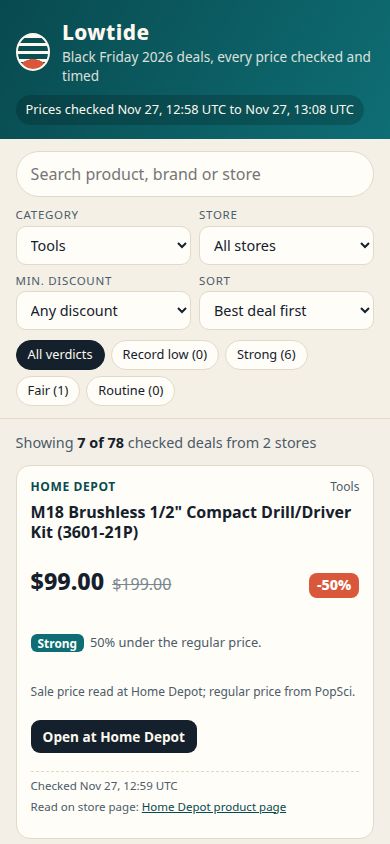 Lowtide
Black Friday 2026 deals, every price checked and
timed
Prices checked Nov 27, 12:58 UTC to Nov 27, 13:08 UTC
Search product, brand or store
CATEGORY
STORE
Tools
All stores
MIN. DISCOUNT
SORT
Any discount
Best deal first
All verdicts
Record low (0)
Strong (6)
Fair (1)
Routine (0)
Showing 7 of 78 checked deals from 2 stores
HOME DEPOT
Tools
M18 Brushless 1/2" Compact Drill/Driver
Kit (3601-21P)
$99.00 $199.00
-50%
Strong 50% under the regular price.
Sale price read at Home Depot; regular price from PopSci.
Open at Home Depot
Checked Nov 27, 12:59 UTC
Read on store page: Home Depot product page